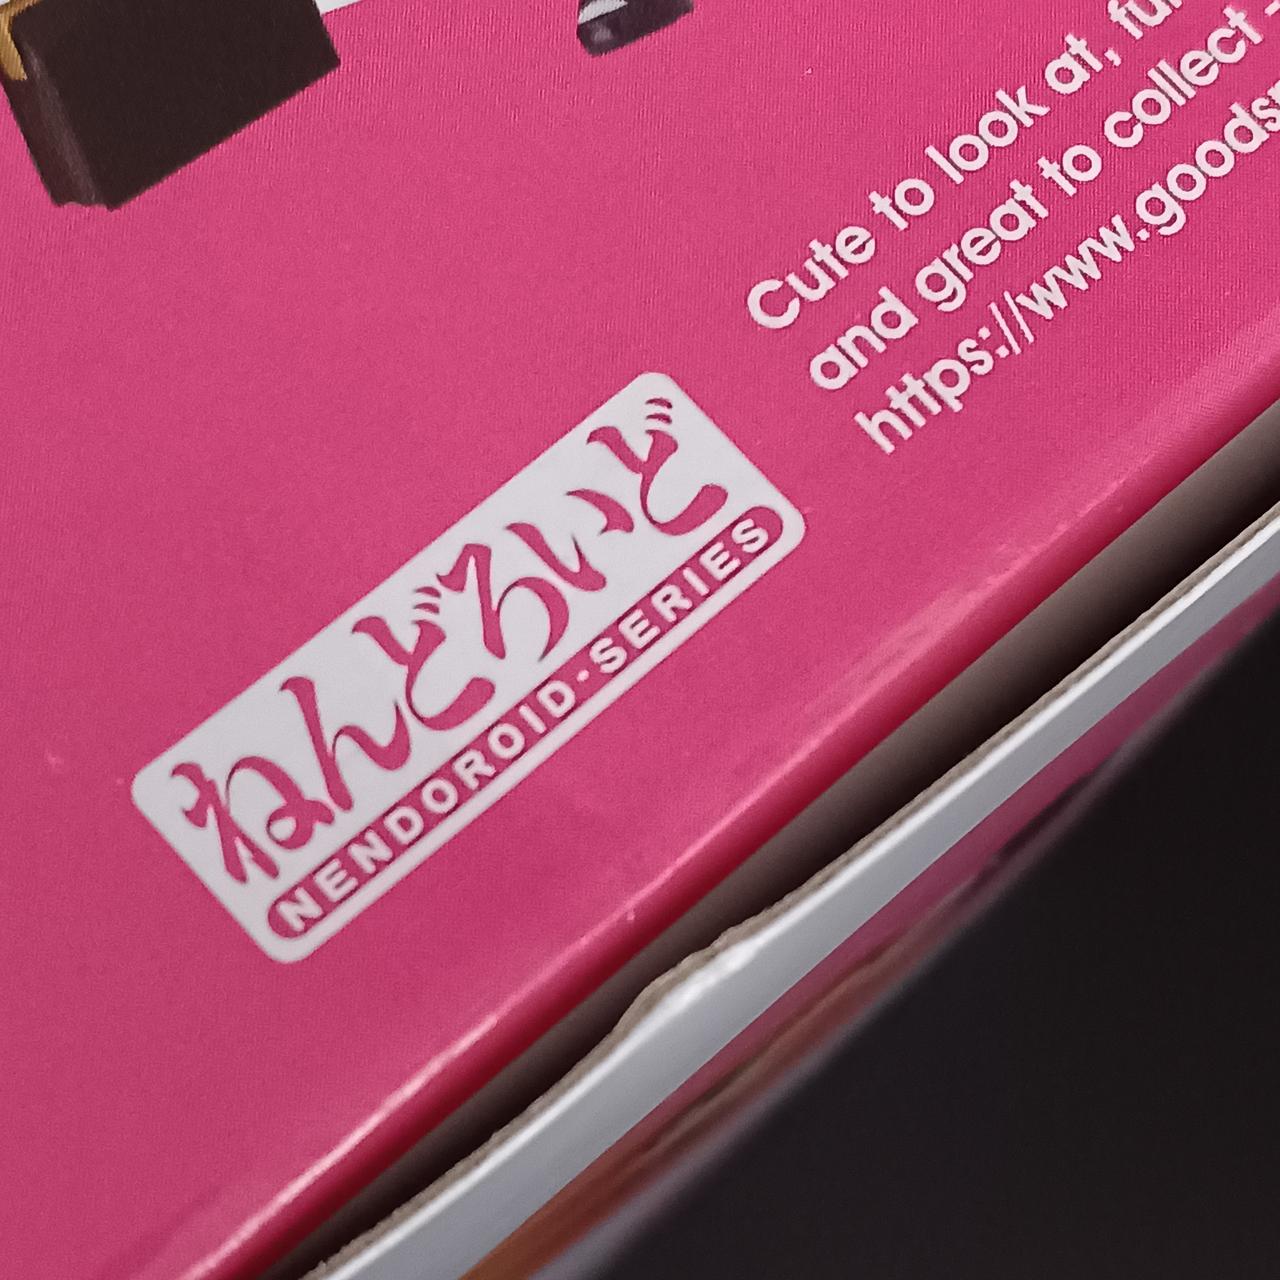 Cute to look at,
and great to collect -
https://www.goods
ねんどろいど
NENDOROID·SERIES